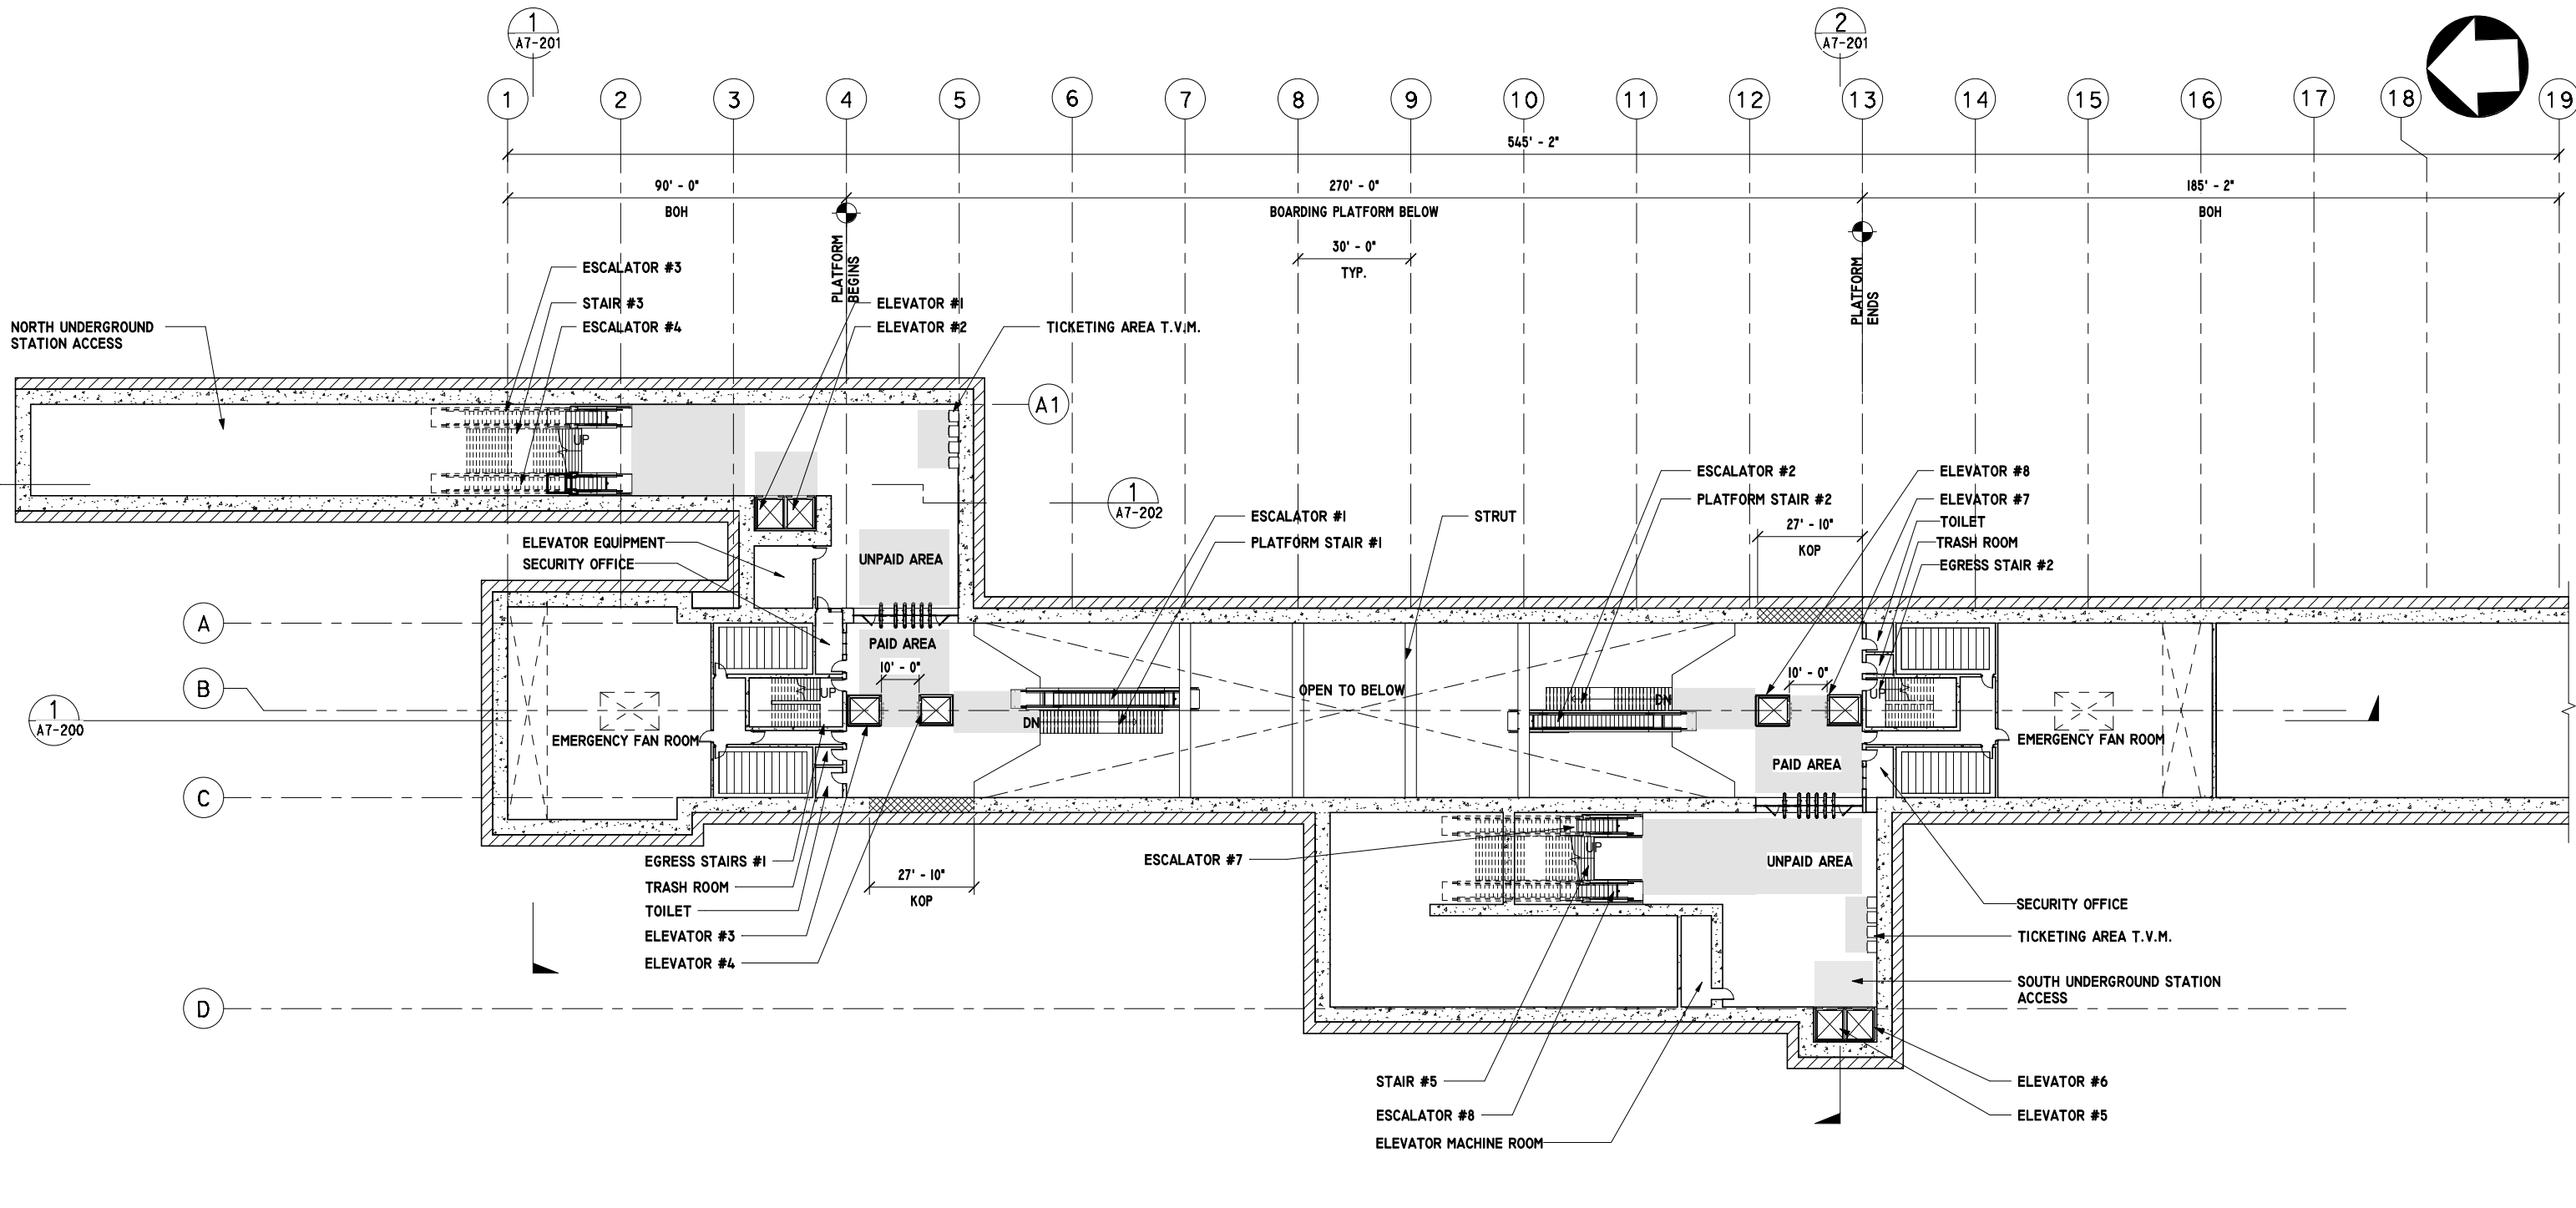 1
A7-201
2
A7-201
1
2
3
4
5
6
7
8
9
10
11
12
13
14
15
16
17
18
19
545' - 2"
90' - 0"
270' - 0"
185' - 2"
BOH
BOARDING PLATFORM BELOW
BOH
PLATFORM
BEGINS
30' - 0"
TYP.
PLATFORM
ENDS
ESCALATOR #3
STAIR #3
ESCALATOR #4
ELEVATOR #1
ELEVATOR #2
TICKETING AREA T.V.M.
NORTH UNDERGROUND
STATION ACCESS
A1
UP
1
A7-202
ESCALATOR #2
PLATFORM STAIR #2
ELEVATOR #8
ELEVATOR #7
TOILET
TRASH ROOM
EGRESS STAIR #2
27' - 10"
KOP
ESCALATOR #1
PLATFORM STAIR #1
STRUT
ELEVATOR EQUIPMENT
SECURITY OFFICE
UNPAID AREA
A
PAID AREA
10' - 0"
10' - 0"
B
UP
UP
OPEN TO BELOW
DN
DN
1
A7-200
EMERGENCY FAN ROOM
EMERGENCY FAN ROOM
PAID AREA
C
EGRESS STAIRS #1
TRASH ROOM
TOILET
ELEVATOR #3
ELEVATOR #4
27' - 10"
KOP
ESCALATOR #7
UP
UNPAID AREA
SECURITY OFFICE
TICKETING AREA T.V.M.
SOUTH UNDERGROUND STATION
ACCESS
D
STAIR #5
ESCALATOR #8
ELEVATOR MACHINE ROOM
ELEVATOR #6
ELEVATOR #5